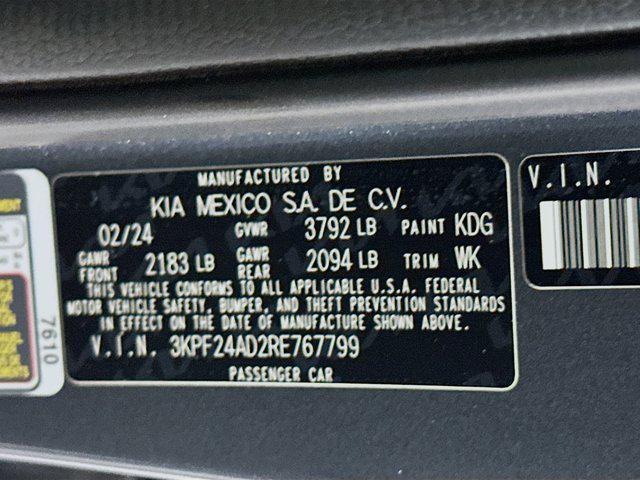 MANUFACTURED BY
KIA MEXICO S.A. DE C.V.
02/24 GVWR 3792 LB PAINT KDG
GAWR FRONT 2183 LB GAWR REAR 2094 LB TRIM WK
THIS VEHICLE CONFORMS TO ALL APPLICABLE U.S.A. FEDERAL
MOTOR VEHICLE SAFETY, BUMPER, AND THEFT PREVENTION STANDARDS
IN EFFECT ON THE DATE OF MANUFACTURE SHOWN ABOVE.
V.I.N. 3KPF24AD2RE767799
PASSENGER CAR
V.I.N.
7610